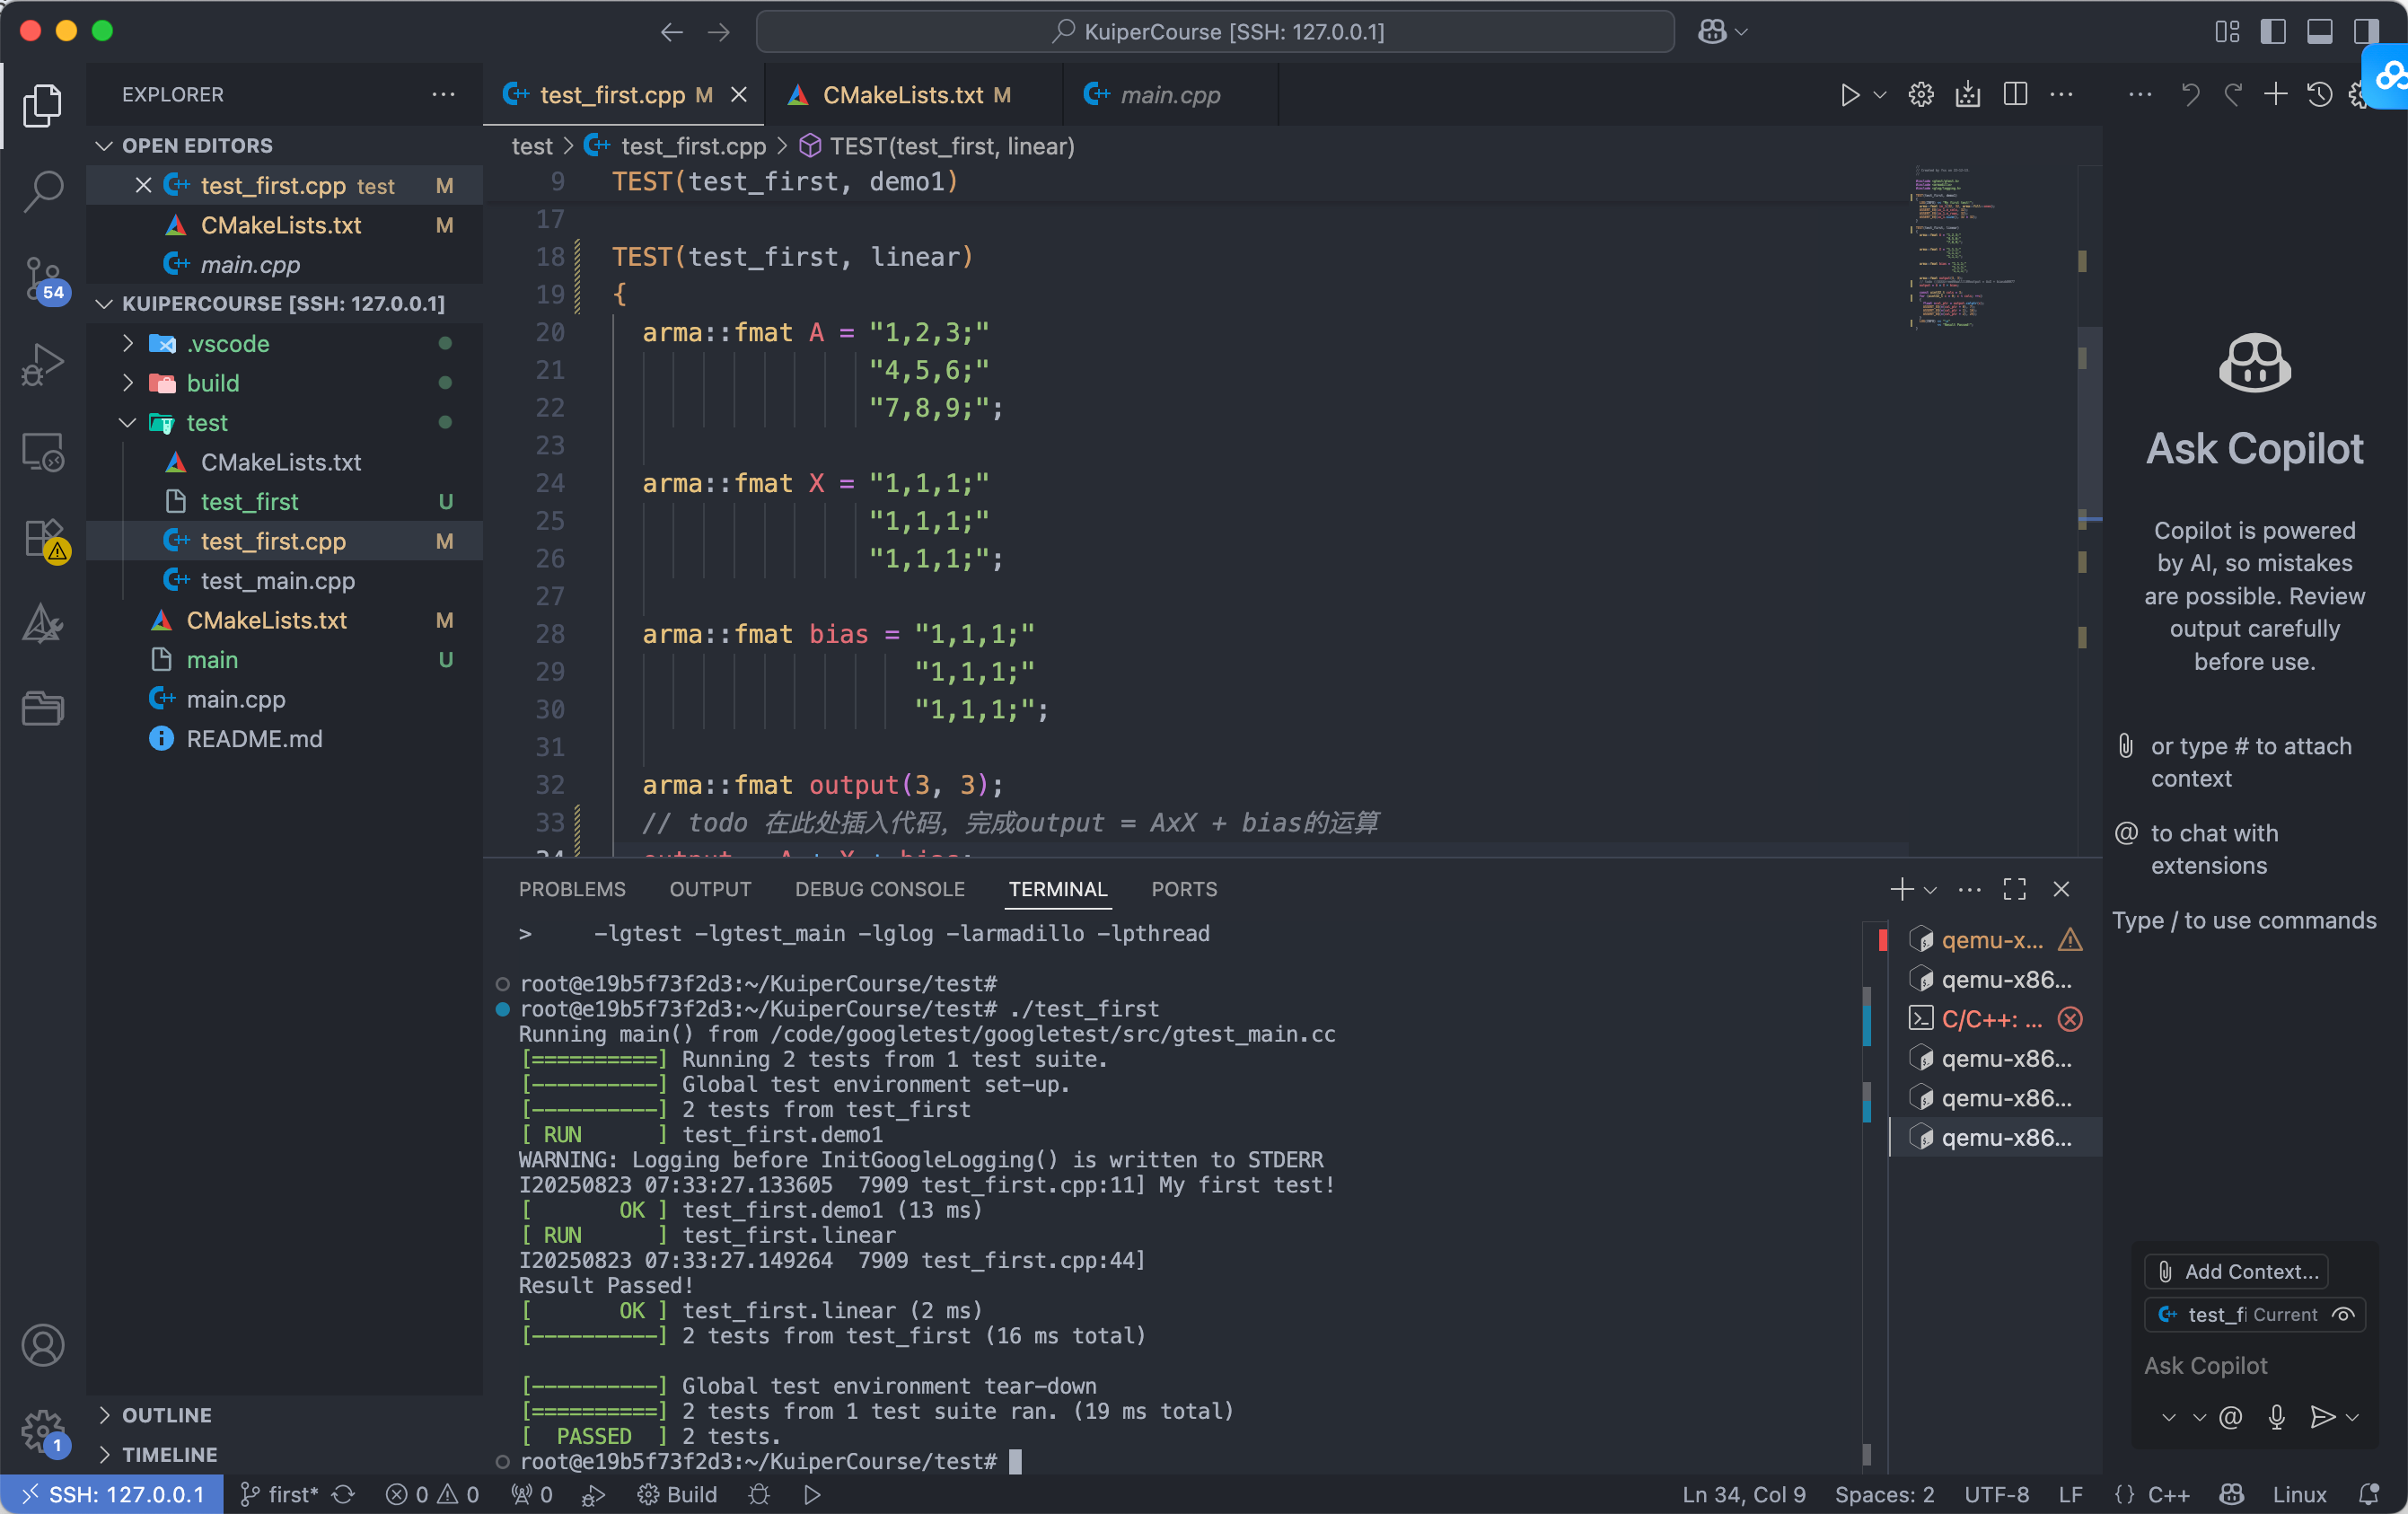 KuiperCourse [SSH: 127.0.0.1]
EXPLORER
OPEN EDITORS
test_first.cpp test M
CMakeLists.txt M
main.cpp
KUIPERCOURSE [SSH: 127.0.0.1]
.vscode
build
test
CMakeLists.txt
test_first U
test_first.cpp M
test_main.cpp
CMakeLists.txt M
main U
main.cpp
README.md
OUTLINE
TIMELINE
54
1
test_first.cpp M
CMakeLists.txt M
main.cpp
test > test_first.cpp > TEST(test_first, linear)
9 TEST(test_first, demo1)
17
18 TEST(test_first, linear)
19 {
20 arma::fmat A = "1,2,3;"
21 "4,5,6;"
22 "7,8,9;";
23
24 arma::fmat X = "1,1,1;"
25 "1,1,1;"
26 "1,1,1;";
27
28 arma::fmat bias = "1,1,1;"
29 "1,1,1;"
30 "1,1,1;";
31
32 arma::fmat output(3, 3);
33 // todo 在此处插入代码，完成output = AxX + bias的运算
PROBLEMS OUTPUT DEBUG CONSOLE TERMINAL PORTS
> -lgtest -lgtest_main -lglog -larmadillo -lpthread
root@e19b5f73f2d3:~/KuiperCourse/test#
root@e19b5f73f2d3:~/KuiperCourse/test# ./test_first
Running main() from /code/googletest/googletest/src/gtest_main.cc
[==========] Running 2 tests from 1 test suite.
[----------] Global test environment set-up.
[----------] 2 tests from test_first
[ RUN      ] test_first.demo1
WARNING: Logging before InitGoogleLogging() is written to STDERR
I20250823 07:33:27.133605  7909 test_first.cpp:11] My first test!
[       OK ] test_first.demo1 (13 ms)
[ RUN      ] test_first.linear
I20250823 07:33:27.149264  7909 test_first.cpp:44]
Result Passed!
[       OK ] test_first.linear (2 ms)
[----------] 2 tests from test_first (16 ms total)
[----------] Global test environment tear-down
[==========] 2 tests from 1 test suite ran. (19 ms total)
[  PASSED  ] 2 tests.
root@e19b5f73f2d3:~/KuiperCourse/test#
qemu-x...
qemu-x86...
C/C++: ...
qemu-x86...
qemu-x86...
qemu-x86...
Ask Copilot
Copilot is powered
by AI, so mistakes
are possible. Review
output carefully
before use.
or type # to attach
context
@ to chat with
extensions
Type / to use commands
Add Context...
test_fi Current
Ask Copilot
SSH: 127.0.0.1 first* 0 0 0 Build
Ln 34, Col 9 Spaces: 2 UTF-8 LF {} C++ Linux